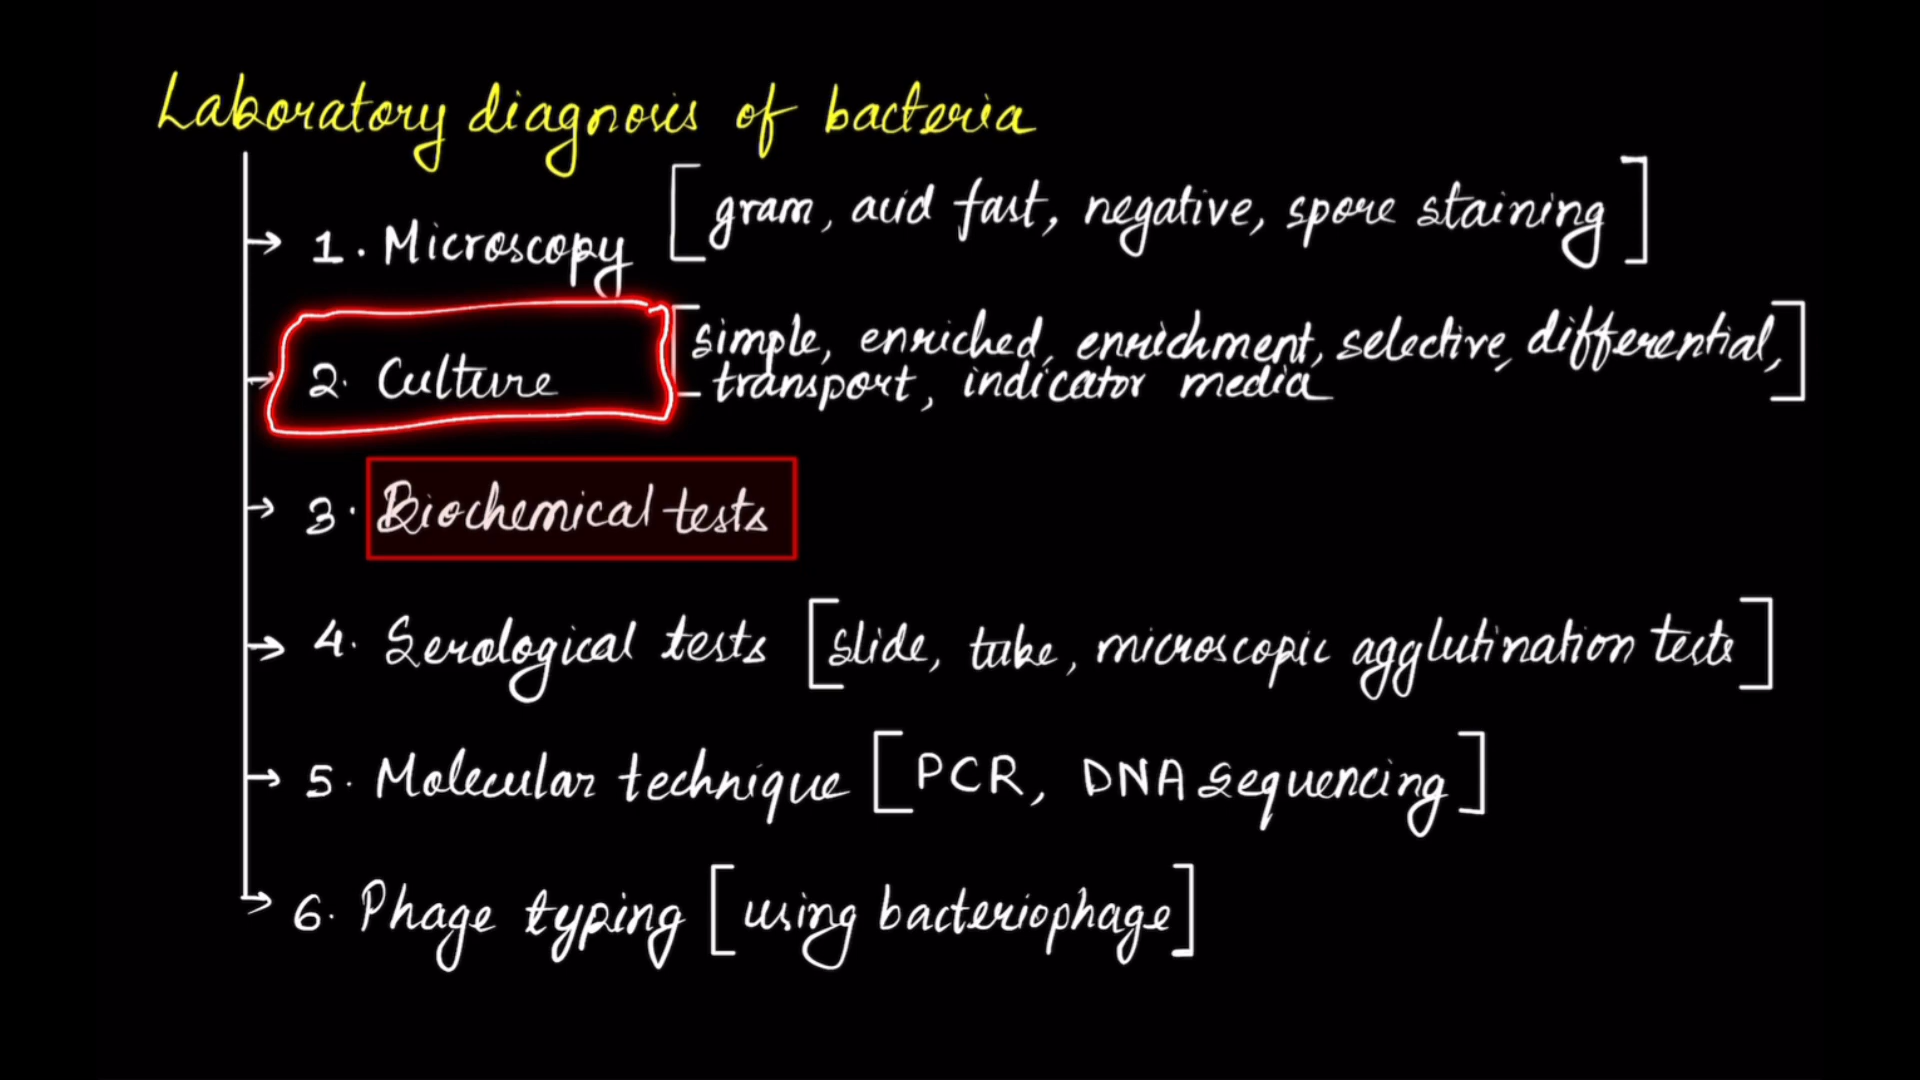 Laboratory diagnosis of bacteria
→ 1. Microscopy [gram, acid fast, negative, spore staining]
→ 2. Culture [simple, enriched, enrichment, selective, differential,
transport, indicator media]
→ 3. Biochemical tests
→ 4. Serological tests [slide, tube, microscopic agglutination tests]
→ 5. Molecular technique [PCR, DNA sequencing]
→ 6. Phage typing [using bacteriophage]